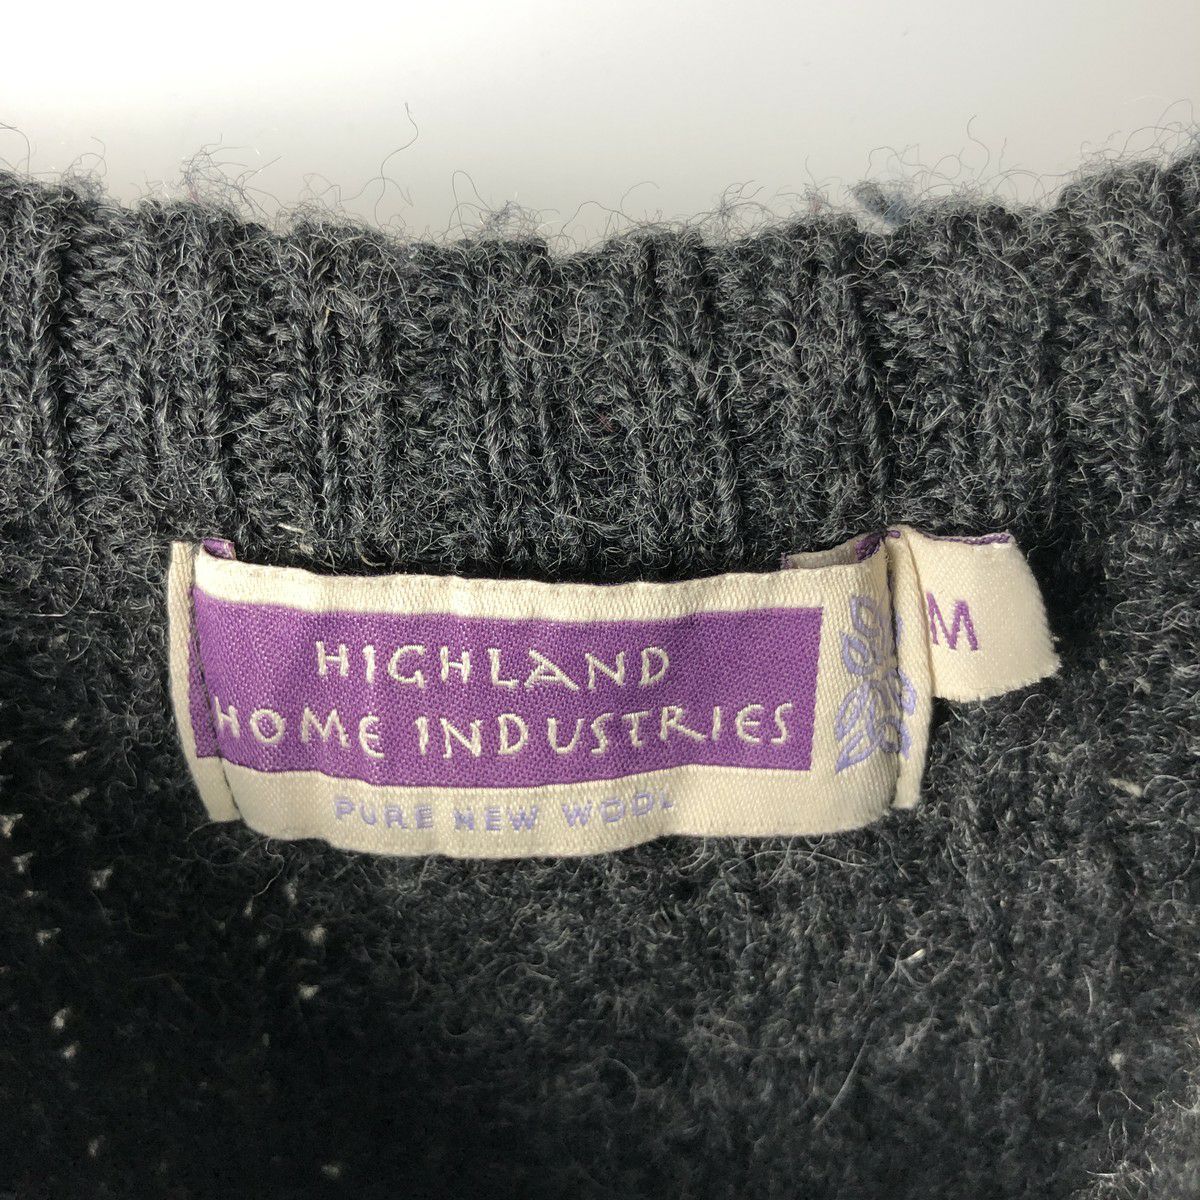 HIGHLAND
HOME INDUSTRIES
PURE NEW WOOL
M